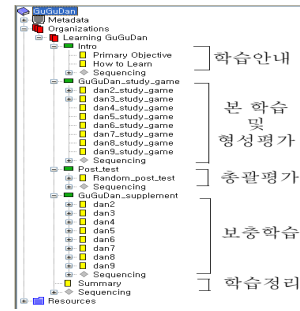 GuGuDan
Metadata
Organizations
Learning GuGuDan
Intro
Primary Objective
How to Learn
Sequencing
학습안내
GuGuDan_study_game
dan2_study_game
dan3_study_game
dan4_study_game
dan5_study_game
dan6_study_game
dan7_study_game
dan8_study_game
dan9_study_game
Sequencing
본 학습
및
형성평가
Post_test
Random_post_test
Sequencing
총괄평가
GuGuDan_supplement
dan2
dan3
dan4
dan5
dan6
dan7
dan8
dan9
Sequencing
보충학습
Summary
Sequencing
학습정리
Resources